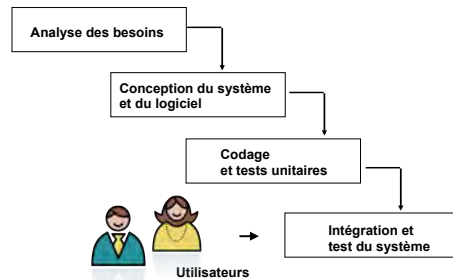 Analyse des besoins
Conception du système
et du logiciel
Codage
et tests unitaires
Intégration et
test du système
Utilisateurs